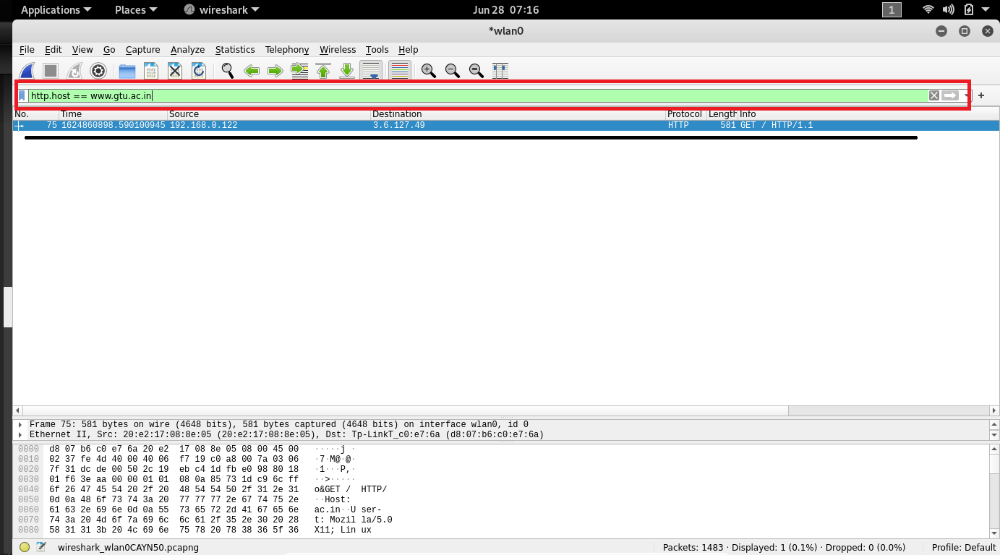 Applications Places wireshark Jun 28 07:16 1
*wlan0
File Edit View Go Capture Analyze Statistics Telephony Wireless Tools Help
http.host == www.gtu.ac.in +
No. Time Source Destination Protocol Length Info
75 1624860898.590100945 192.168.0.122 3.6.127.49 HTTP 581 GET / HTTP/1.1
Frame 75: 581 bytes on wire (4648 bits), 581 bytes captured (4648 bits) on interface wlan0, id 0
Ethernet II, Src: 20:e2:17:08:8e:05 (20:e2:17:08:8e:05), Dst: Tp-LinkT_c0:e7:6a (d8:07:b6:c0:e7:6a)
0000 d8 07 b6 c0 e7 6a 20 e2 17 08 8e 05 08 00 45 00 ·····j ·
0010 02 37 fe 4d 40 00 40 06 f7 19 c0 a8 00 7a 03 06 ·7·M@·@·
0020 7f 31 dc de 00 50 2c 19 eb c4 1d fb e0 98 80 18 ·1···P,·
0030 01 f6 3e aa 00 00 01 01 08 0a 85 73 1d c9 6c ff ··>·····
0040 6f 26 47 45 54 20 2f 20 48 54 54 50 2f 31 2e 31 o&GET / HTTP/
0050 0d 0a 48 6f 73 74 3a 20 77 77 77 2e 67 74 75 2e ··Host:
0060 61 63 2e 69 6e 0d 0a 55 73 65 72 2d 41 67 65 6e ac.in··U ser-
0070 74 3a 20 4d 6f 7a 69 6c 6c 61 2f 35 2e 30 20 28 t: Mozil la/5.0
0080 58 31 31 3b 20 4c 69 6e 75 78 20 78 38 36 5f 36 X11; Lin ux
wireshark_wlan0CAYN50.pcapng Packets: 1483 · Displayed: 1 (0.1%) · Dropped: 0 (0.0%) Profile: Default